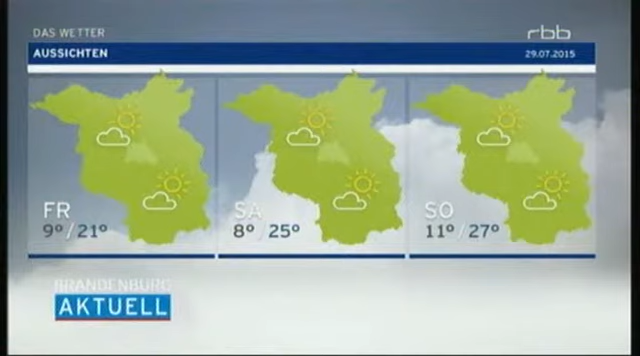 DAS WETTER
rbb
AUSSICHTEN
29.07.2015
FR
9°/21°
SA
8°/25°
SO
11°/27°
BRANDENBURG
AKTUELL